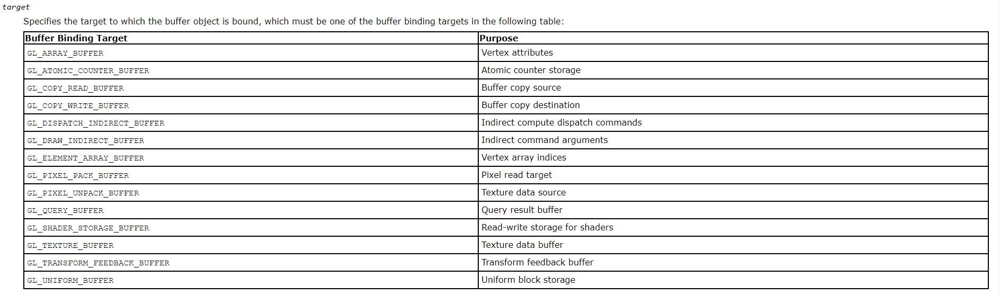 target
Specifies the target to which the buffer object is bound, which must be one of the buffer binding targets in the following table:
Buffer Binding Target Purpose
GL_ARRAY_BUFFER Vertex attributes
GL_ATOMIC_COUNTER_BUFFER Atomic counter storage
GL_COPY_READ_BUFFER Buffer copy source
GL_COPY_WRITE_BUFFER Buffer copy destination
GL_DISPATCH_INDIRECT_BUFFER Indirect compute dispatch commands
GL_DRAW_INDIRECT_BUFFER Indirect command arguments
GL_ELEMENT_ARRAY_BUFFER Vertex array indices
GL_PIXEL_PACK_BUFFER Pixel read target
GL_PIXEL_UNPACK_BUFFER Texture data source
GL_QUERY_BUFFER Query result buffer
GL_SHADER_STORAGE_BUFFER Read-write storage for shaders
GL_TEXTURE_BUFFER Texture data buffer
GL_TRANSFORM_FEEDBACK_BUFFER Transform feedback buffer
GL_UNIFORM_BUFFER Uniform block storage